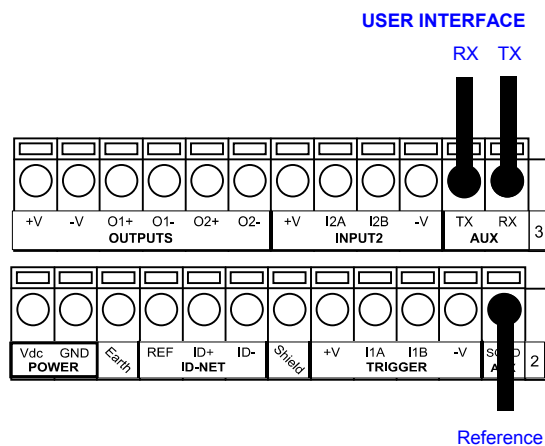 USER INTERFACE
RX TX
+V -V O1+ O1- O2+ O2- +V I2A I2B -V TX RX
OUTPUTS INPUT2 AUX
3
Vdc GND Earth REF ID+ ID- Shield +V I1A I1B -V
POWER ID-NET TRIGGER
2
Reference